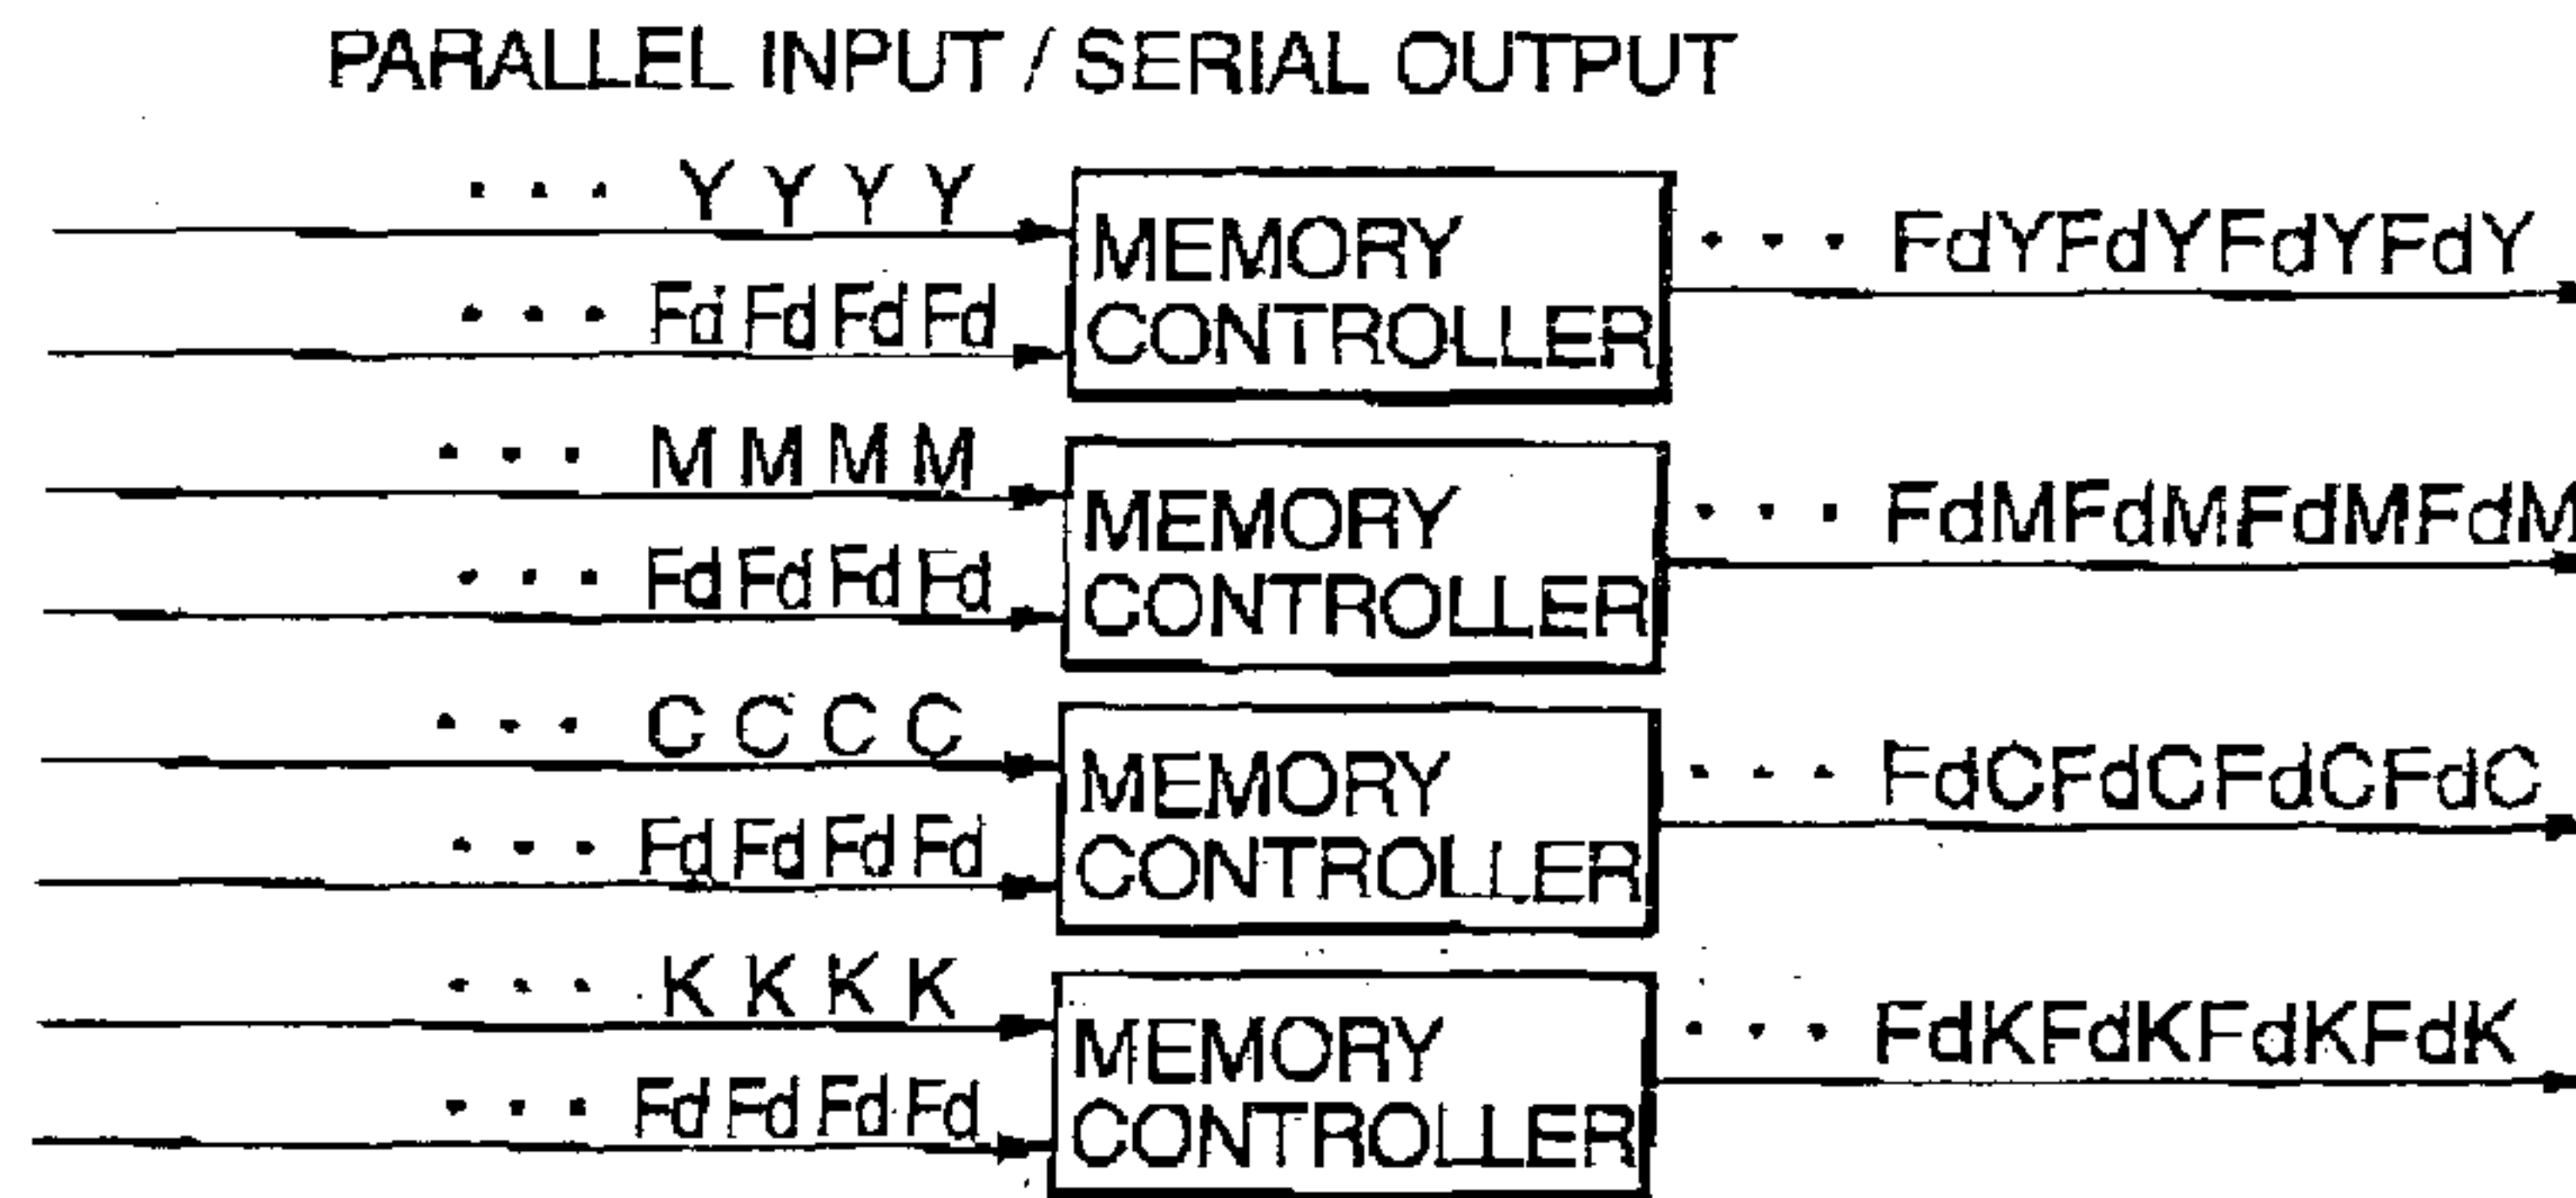 PARALLEL INPUT / SERIAL OUTPUT
· · · Y Y Y Y
· · · Fd Fd Fd Fd
MEMORY
CONTROLLER
· · · FdYFdYFdYFdY
· · · M M M M
· · · Fd Fd Fd Fd
MEMORY
CONTROLLER
· · · FdMFdMFdMFdM
· · · C C C C
· · · Fd Fd Fd Fd
MEMORY
CONTROLLER
· · · FdCFdCFdCFdC
· · · K K K K
· · · Fd Fd Fd Fd
MEMORY
CONTROLLER
· · · FdKFdKFdKFdK